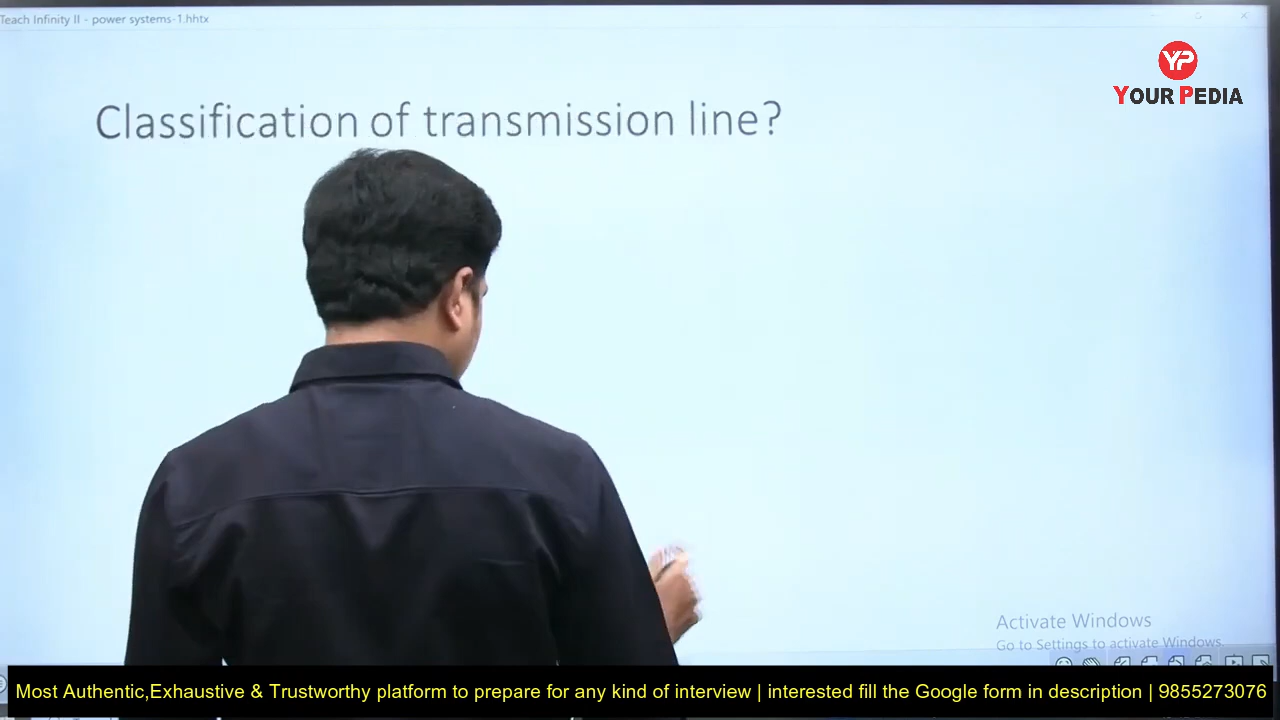 Teach Infinity II - power systems-1.hhtx
YP
YOUR PEDIA
Classification of transmission line?
Activate Windows
Go to Settings to activate Windows.
Most Authentic,Exhaustive & Trustworthy platform to prepare for any kind of interview | interested fill the Google form in description | 9855273076